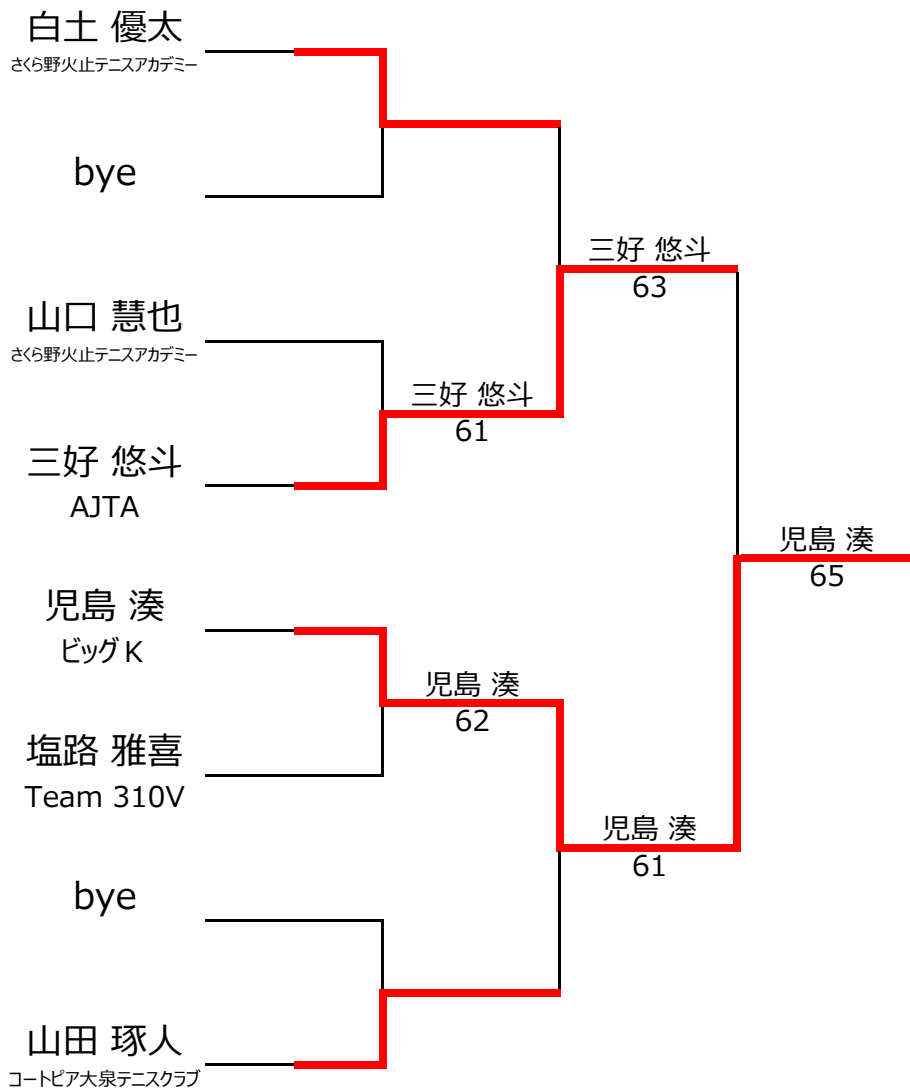 白土 優太
さくら野火止テニスアカデミー
bye
三好 悠斗
63
山口 慧也
さくら野火止テニスアカデミー
三好 悠斗
61
三好 悠斗
AJTA
児島 湊
65
児島 湊
ビッグK
児島 湊
62
塩路 雅喜
Team 310V
児島 湊
61
bye
山田 琢人
コートピア大泉テニスクラブ